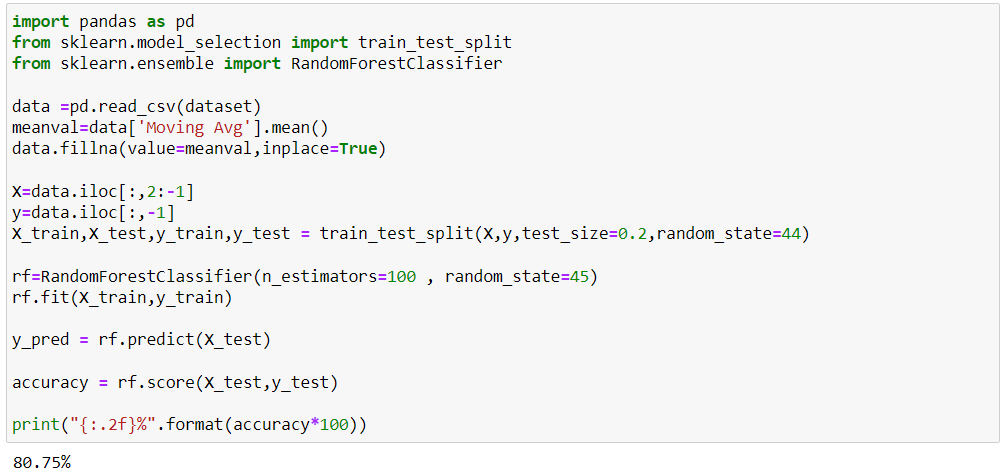 import pandas as pd
from sklearn.model_selection import train_test_split
from sklearn.ensemble import RandomForestClassifier
data =pd.read_csv(dataset)
meanval=data['Moving Avg'].mean()
data.fillna(value=meanval,inplace=True)
X=data.iloc[:,2:-1]
y=data.iloc[:,-1]
X_train,X_test,y_train,y_test = train_test_split(X,y,test_size=0.2,random_state=44)
rf=RandomForestClassifier(n_estimators=100 , random_state=45)
rf.fit(X_train,y_train)
y_pred = rf.predict(X_test)
accuracy = rf.score(X_test,y_test)
print("{:.2f}%".format(accuracy*100))
80.75%